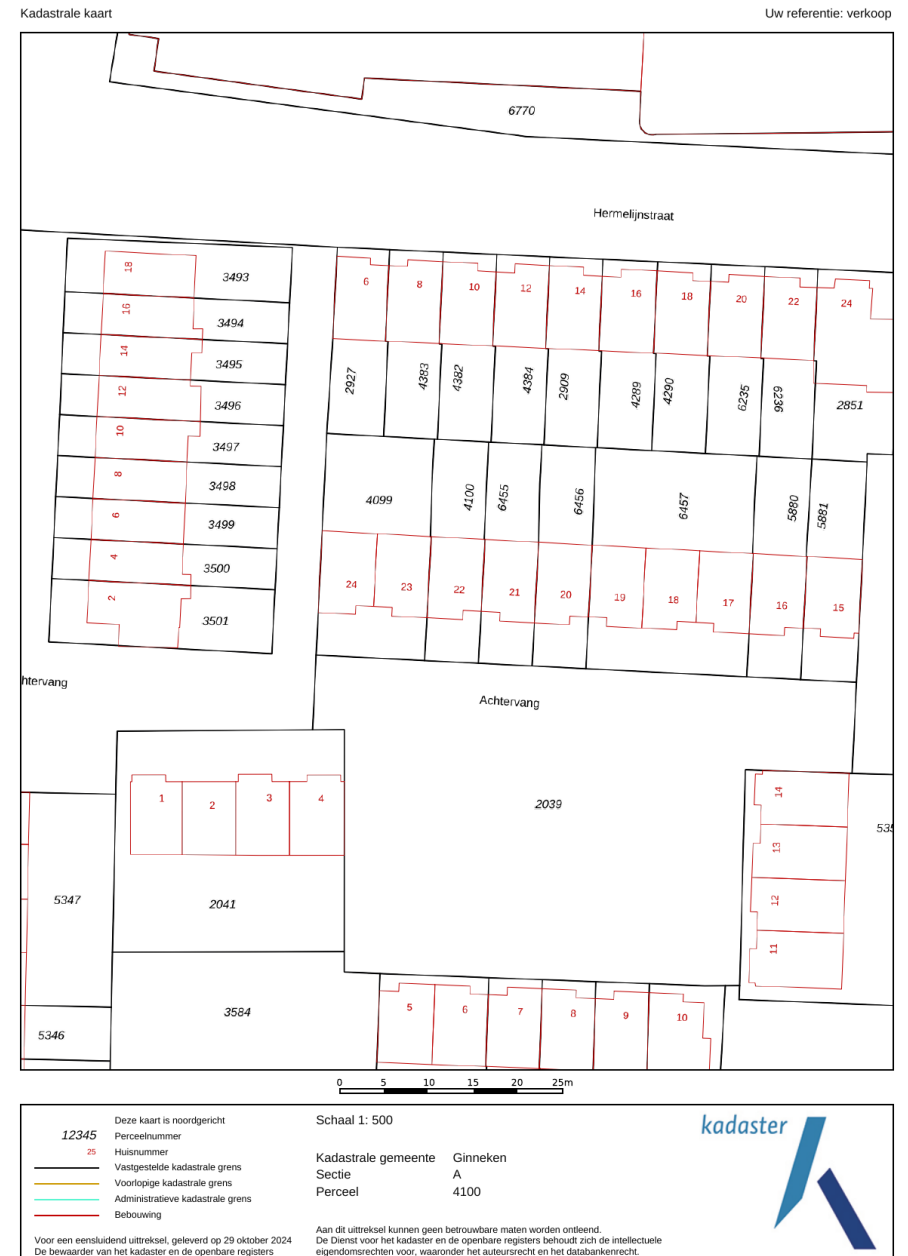 Kadastrale kaart
Uw referentie: verkoop
6770
Hermelijnstraat
18 3493
16 3494
14 3495
12 3496
10 3497
8 3498
6 3499
4 3500
2 3501
6 8 10 12 14 16 18 20 22 24
2927 4383 4382 4384 2909 4289 4290 6235 6236 2851
4099 4100 6455 6456 6457 5880 5881
24 23 22 21 20 19 18 17 16 15
htervang
Achtervang
1 2 3 4
2039
14
13
12
11
535
5347
2041
3584
5346
5 6 7 8 9 10
0 5 10 15 20 25m
Deze kaart is noordgericht
12345 Perceelnummer
25 Huisnummer
Vastgestelde kadastrale grens
Voorlopige kadastrale grens
Administratieve kadastrale grens
Bebouwing
Voor een eensluidend uittreksel, geleverd op 29 oktober 2024
De bewaarder van het kadaster en de openbare registers
Schaal 1: 500
Kadastrale gemeente Ginneken
Sectie A
Perceel 4100
Aan dit uittreksel kunnen geen betrouwbare maten worden ontleend.
De Dienst voor het kadaster en de openbare registers behoudt zich de intellectuele
eigendomsrechten voor, waaronder het auteursrecht en het databankenrecht.
kadaster